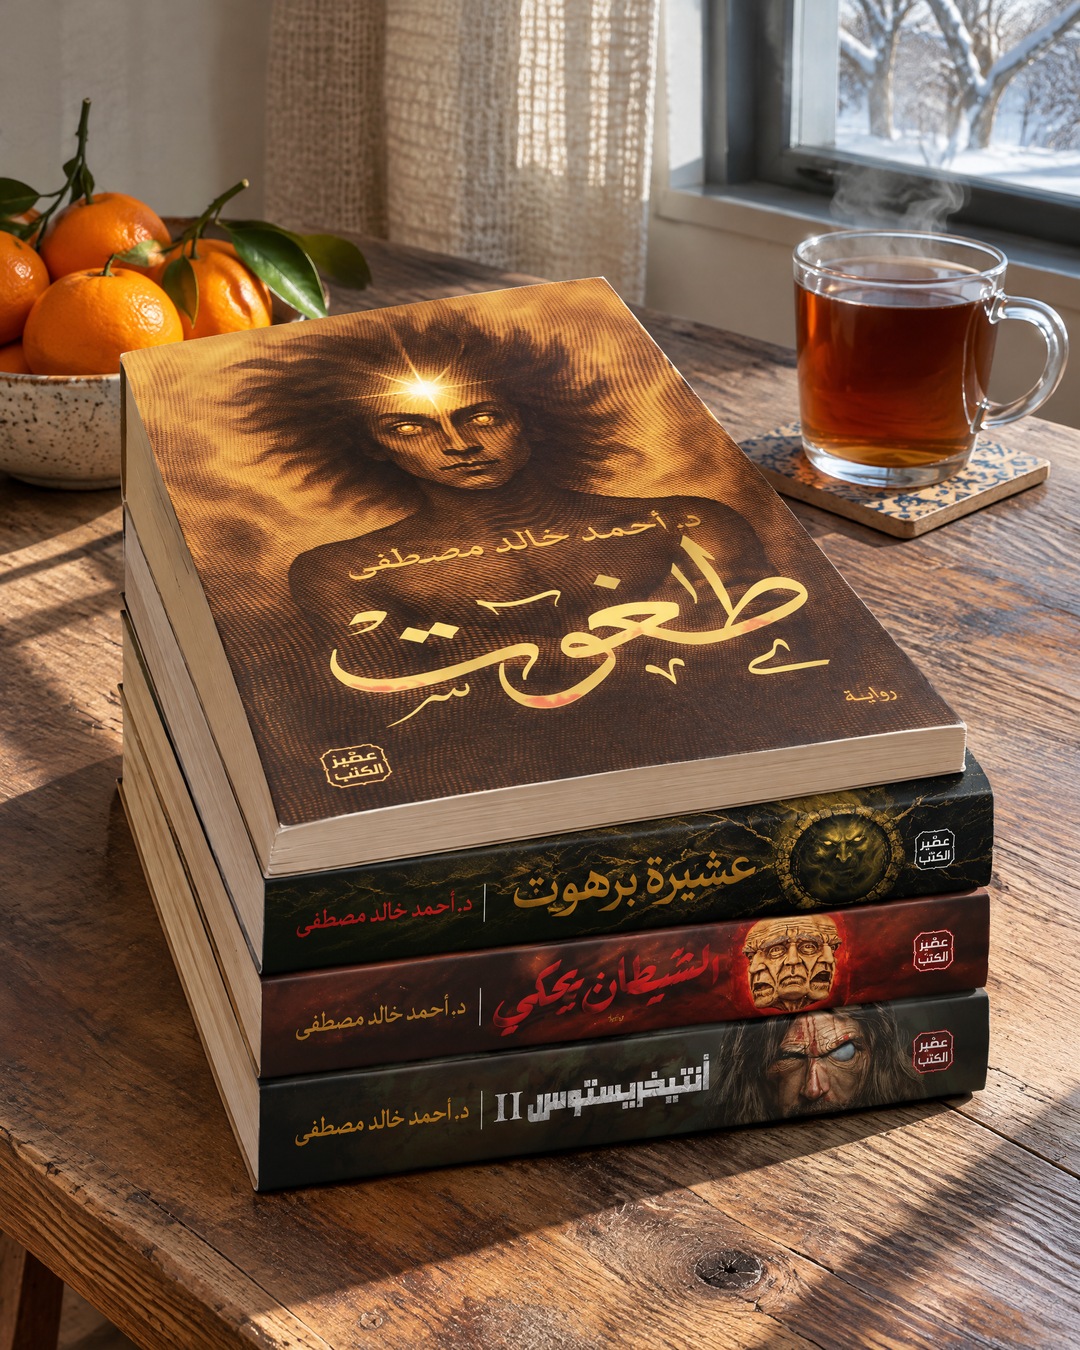 د. أحمد خالد مصطفى
طغوت
رواية
عصير
الكتب
عشيرة برهوت
د. أحمد خالد مصطفى
عصير
الكتب
الشيطان يحكي
د. أحمد خالد مصطفى
عصير
الكتب
أنتيخريستوس II
د. أحمد خالد مصطفى
عصير
الكتب